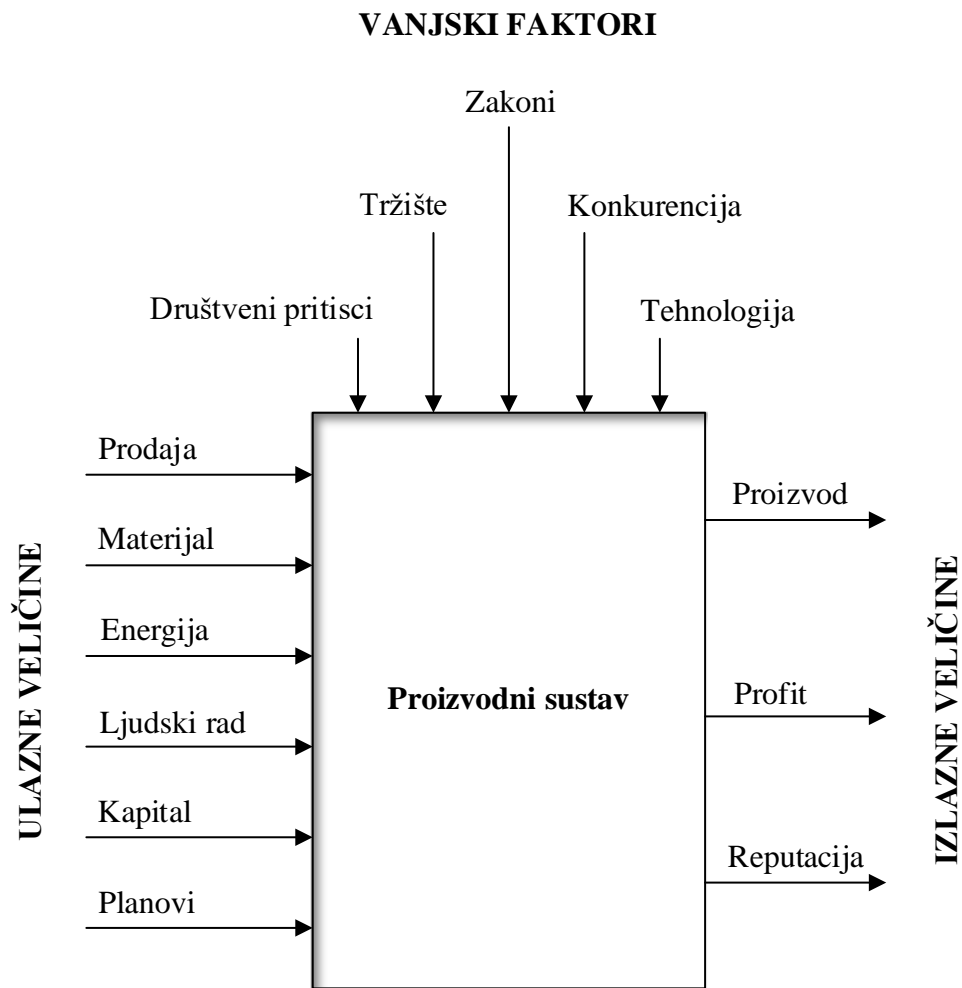 VANJSKI FAKTORI
Zakoni
Tržište
Konkurencija
Društveni pritisci
Tehnologija
ULAZNE VELIČINE
Prodaja
Materijal
Energija
Ljudski rad
Kapital
Planovi
Proizvodni sustav
Proizvod
Profit
Reputacija
IZLAZNE VELIČINE